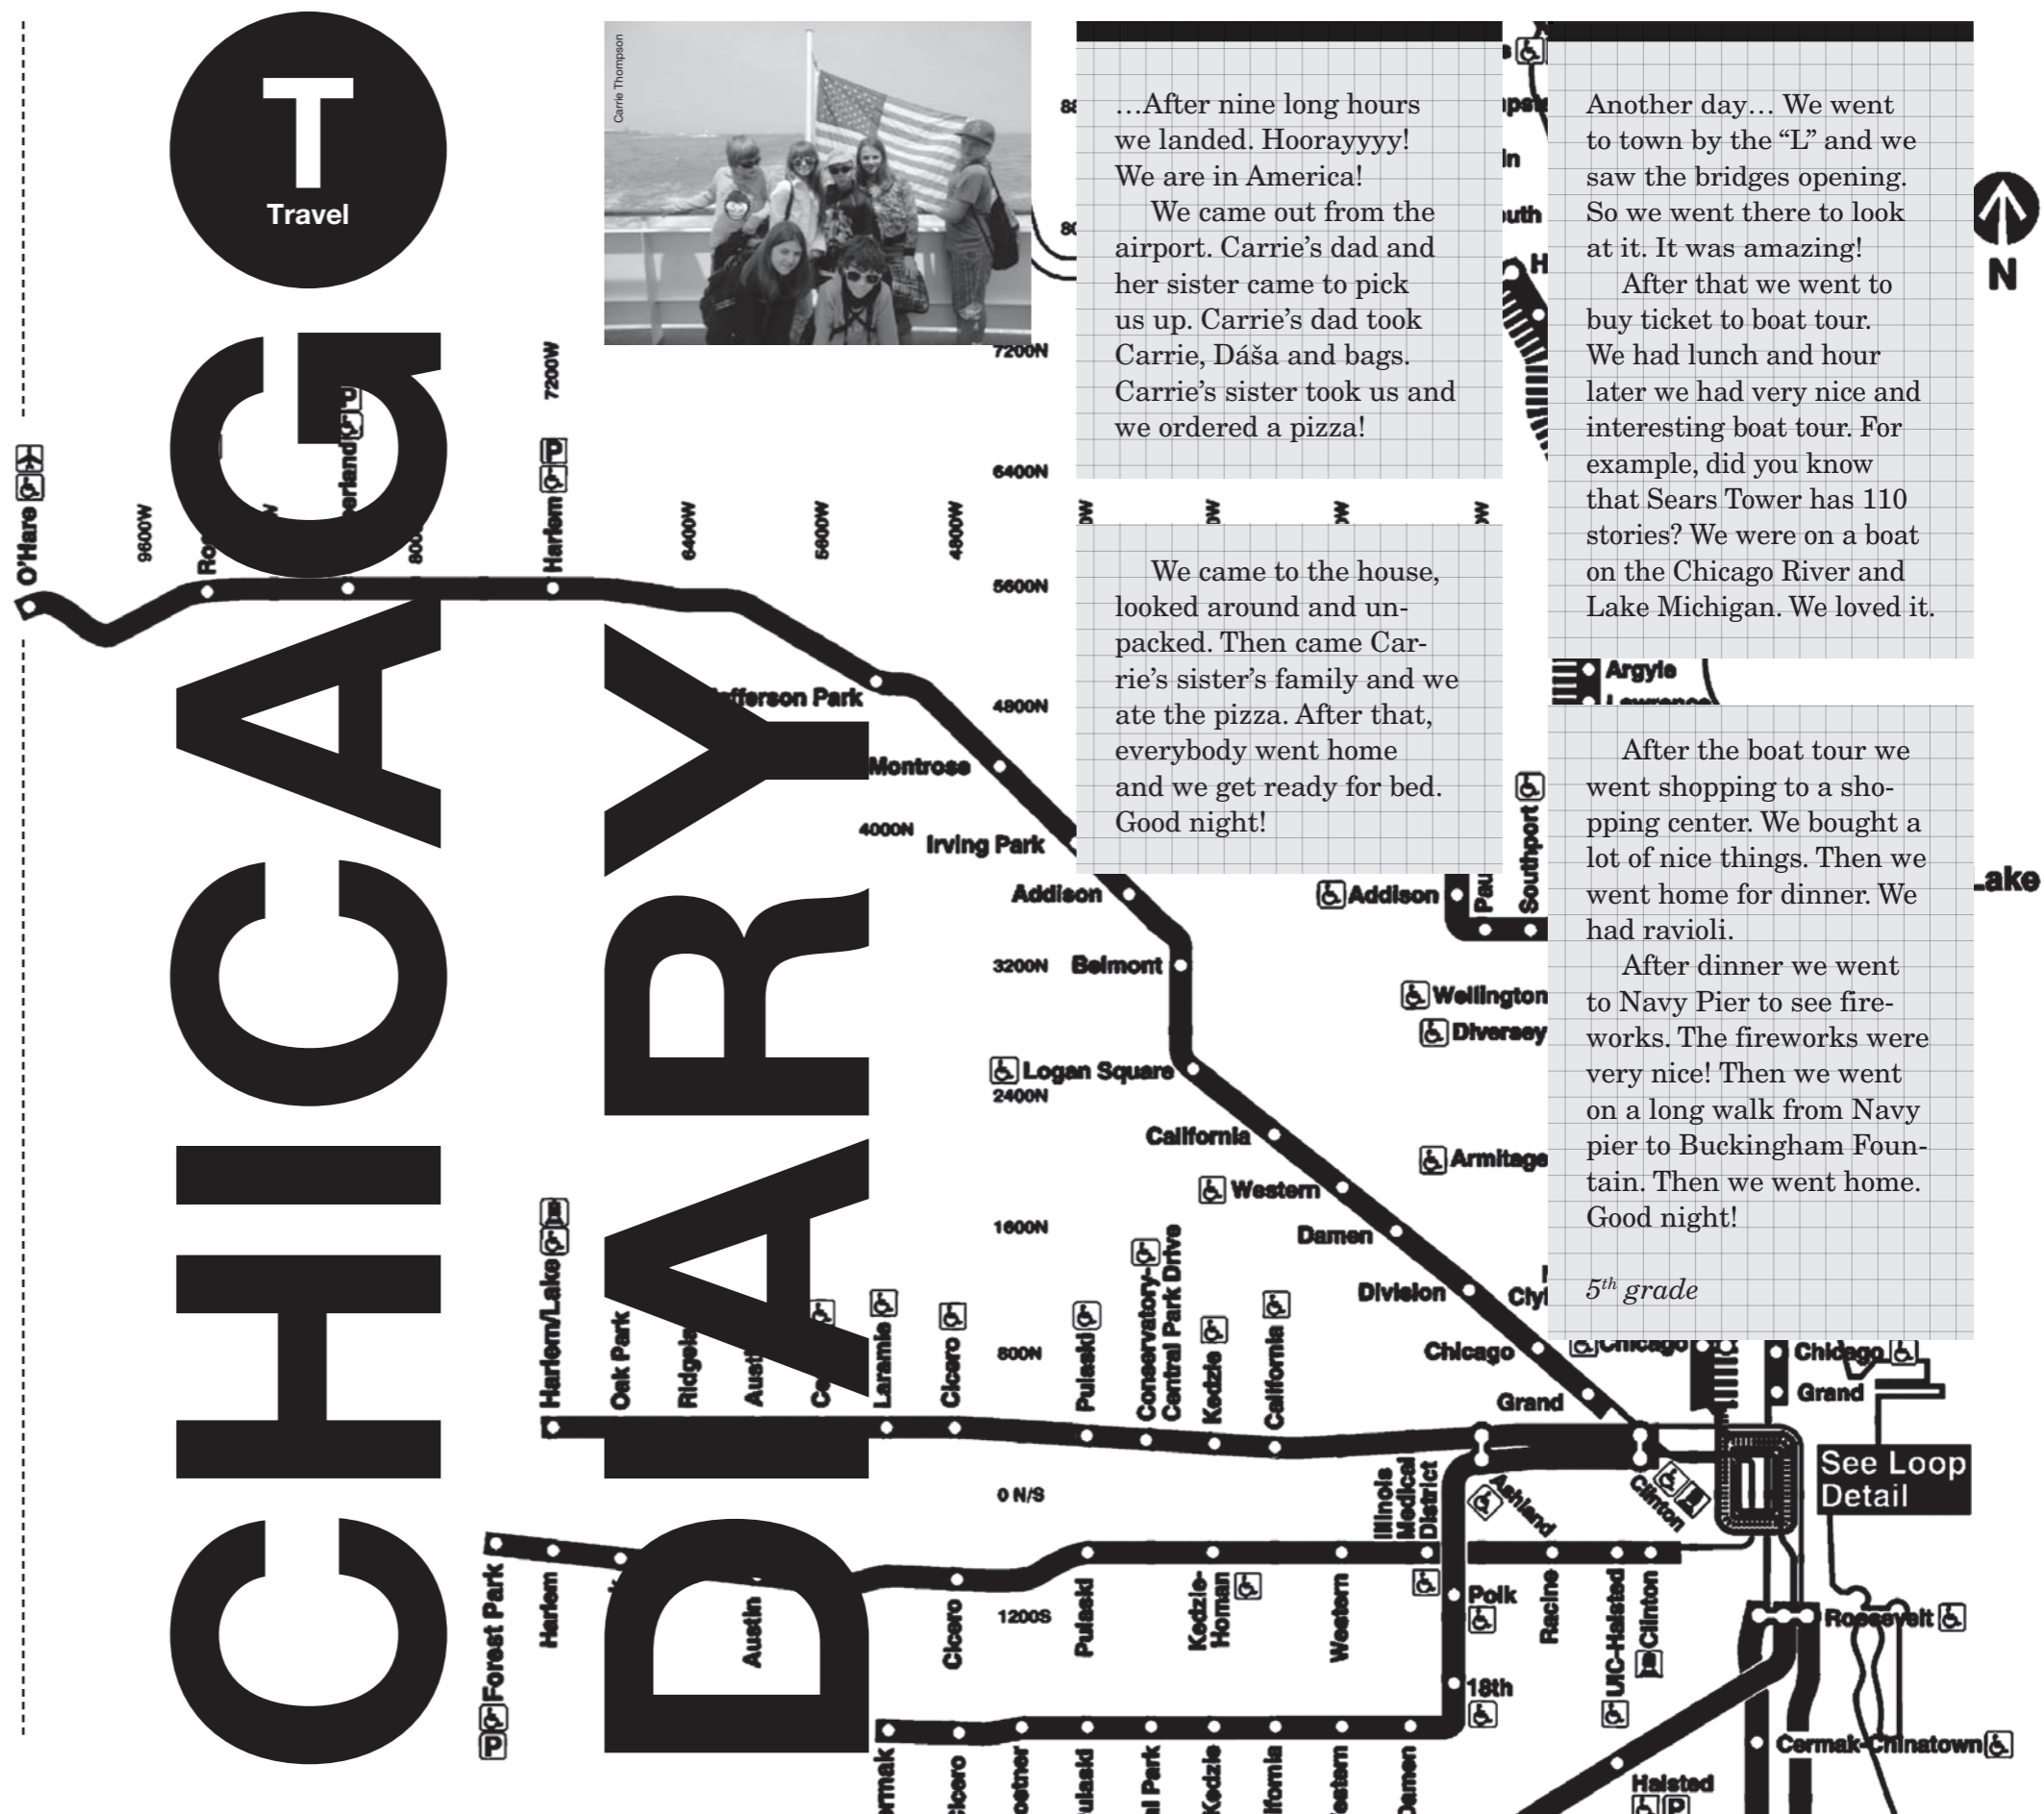 T
Travel
CHICAGO
DIARY
Carrie Thompson
…After nine long hours
we landed. Hoorayyyy!
We are in America!
We came out from the
airport. Carrie’s dad and
her sister came to pick
us up. Carrie’s dad took
Carrie, Dáša and bags.
Carrie’s sister took us and
we ordered a pizza!
We came to the house,
looked around and un-
packed. Then came Car-
rie’s sister’s family and we
ate the pizza. After that,
everybody went home
and we get ready for bed.
Good night!
Another day… We went
to town by the “L” and we
saw the bridges opening.
So we went there to look
at it. It was amazing!
After that we went to
buy ticket to boat tour.
We had lunch and hour
later we had very nice and
interesting boat tour. For
example, did you know
that Sears Tower has 110
stories? We were on a boat
on the Chicago River and
Lake Michigan. We loved it.
After the boat tour we
went shopping to a sho-
pping center. We bought a
lot of nice things. Then we
went home for dinner. We
had ravioli.
After dinner we went
to Navy Pier to see fire-
works. The fireworks were
very nice! Then we went
on a long walk from Navy
pier to Buckingham Foun-
tain. Then we went home.
Good night!
5th grade
N
Lake
O'Hare
9600W
Harlem
P
7200W
6400W
5600W
4800W
7200N
6400N
5600N
4800N
4000N
3200N
2400N
1600N
800N
0 N/S
1200S
Montrose
Irving Park
Addison
Belmont
Logan Square
California
Western
Damen
Division
Chicago
Grand
Addison
Southport
Wellington
Diversey
Armitage
Argyle
Lawrence
Harlem/Lake
Oak Park
Laramie
Cicero
Pulaski
Conservatory-
Central Park Drive
Kedzie
California
Ashland
Clinton
Chicago
Chicago
Grand
See Loop
Detail
P Forest Park
Harlem
Austin
Cicero
Pulaski
Kedzie-
Homan
Western
Illinois
Medical
District
Racine
UIC-Halsted
Clinton
Polk
18th
Roosevelt
Cermak-Chinatown
Halsted
P
Cicero
Pulaski
Kedzie
Western
Damen